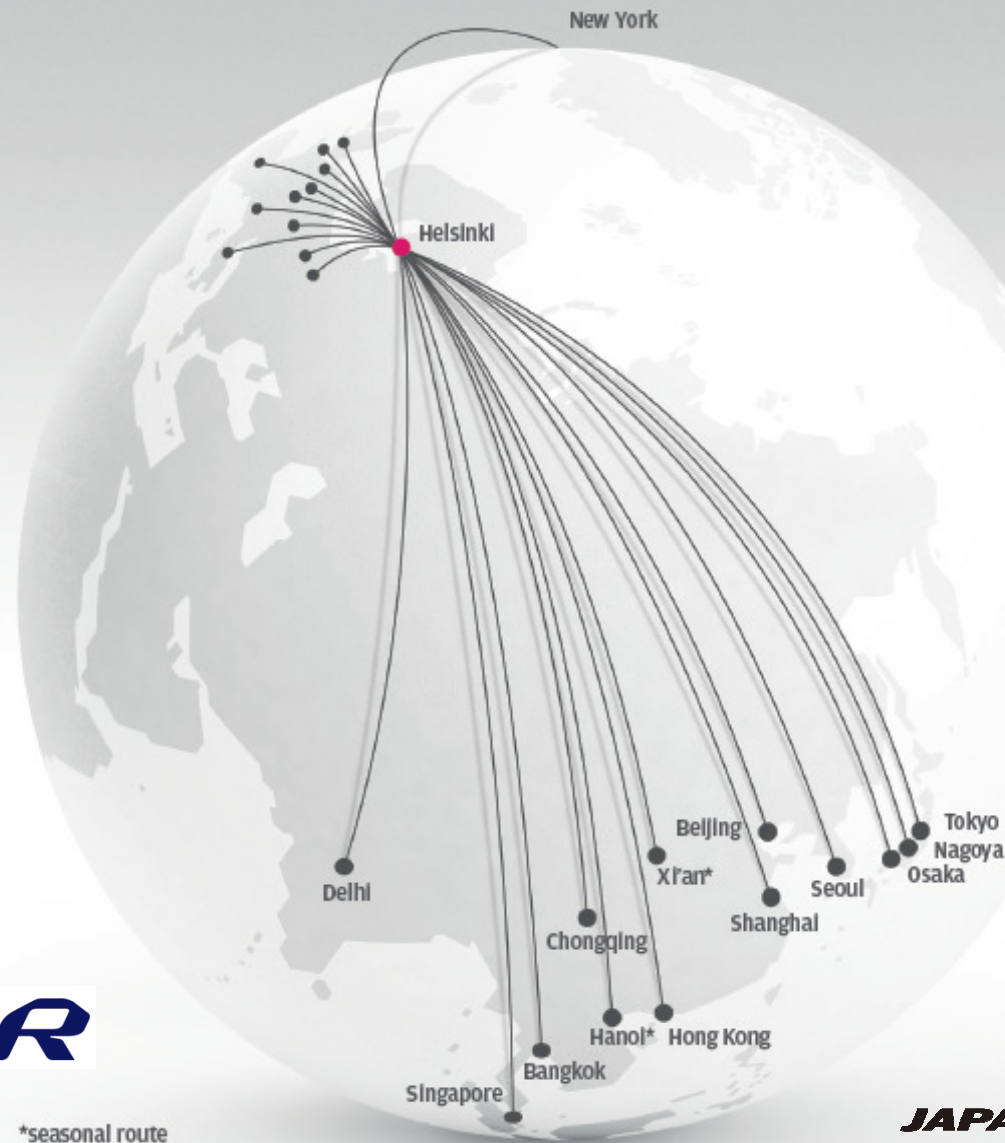 New York
Helsinki
Delhi
Beijing
Xi'an*
Chongqing
Shanghai
Seoul
Tokyo
Nagoya
Osaka
Hanoi*
Hong Kong
Bangkok
Singapore
R
*seasonal route
JAPA